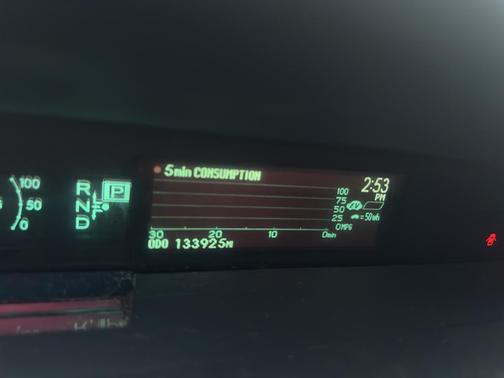 100
50
0
R
N
D
P
5min CONSUMPTION
2:53
PM
100
75
50
25
0MPG
= 50Wh
30 20 10 0min
ODO 133925MI